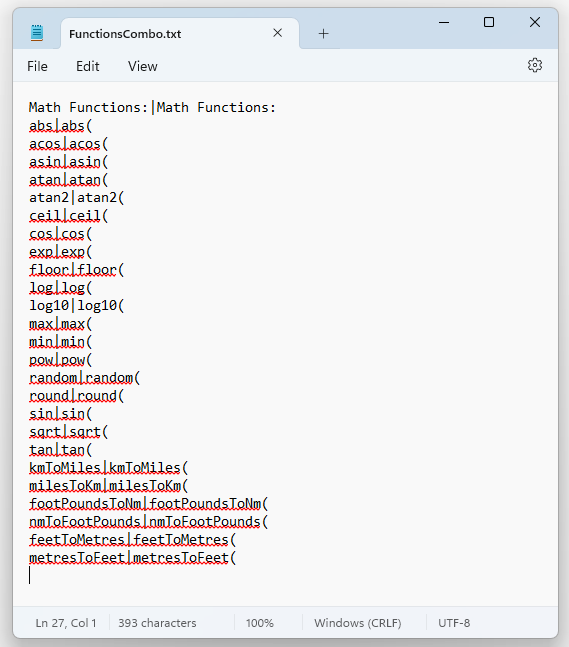 FunctionsCombo.txt
File Edit View
Math Functions:|Math Functions:
abs|abs(
acos|acos(
asin|asin(
atan|atan(
atan2|atan2(
ceil|ceil(
cos|cos(
exp|exp(
floor|floor(
log|log(
log10|log10(
max|max(
min|min(
pow|pow(
random|random(
round|round(
sin|sin(
sqrt|sqrt(
tan|tan(
kmToMiles|kmToMiles(
milesToKm|milesToKm(
footPoundsToNm|footPoundsToNm(
nmToFootPounds|nmToFootPounds(
feetToMetres|feetToMetres(
metresToFeet|metresToFeet(
Ln 27, Col 1 393 characters 100% Windows (CRLF) UTF-8